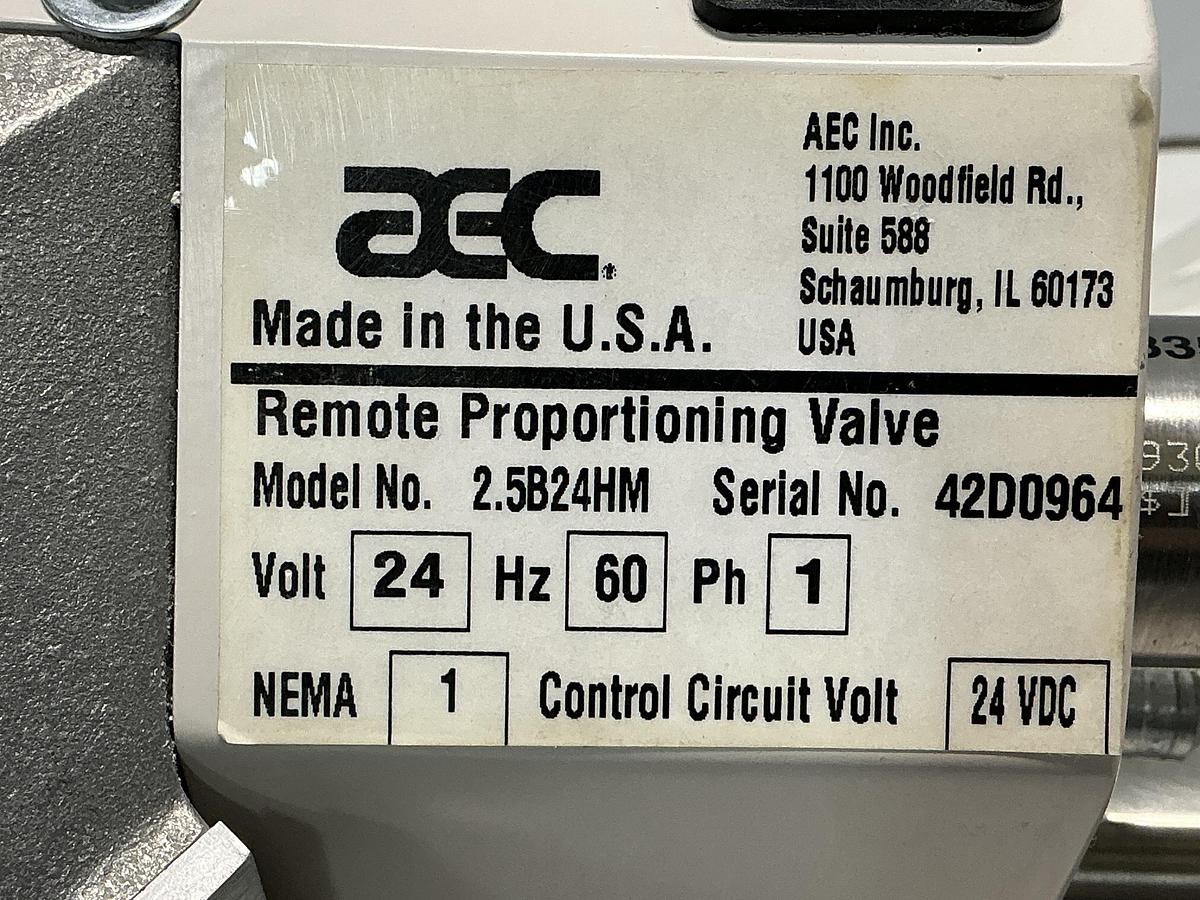 AEC
Made in the U.S.A.
AEC Inc.
1100 Woodfield Rd.,
Suite 588
Schaumburg, IL 60173
USA
Remote Proportioning Valve
Model No. 2.5B24HM Serial No. 42D0964
Volt 24 Hz 60 Ph 1
NEMA 1 Control Circuit Volt 24 VDC